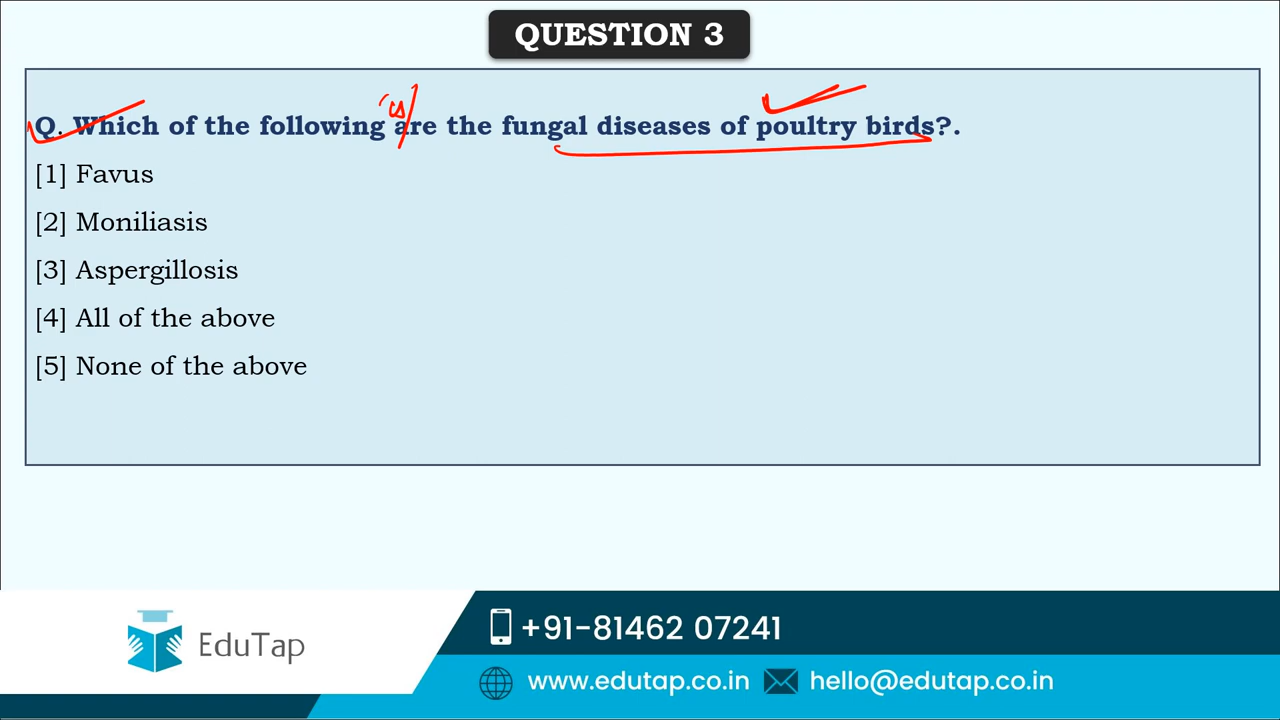 QUESTION 3
is/
Q. Which of the following are the fungal diseases of poultry birds?.
[1] Favus
[2] Moniliasis
[3] Aspergillosis
[4] All of the above
[5] None of the above
EduTap
+91-81462 07241
www.edutap.co.in hello@edutap.co.in